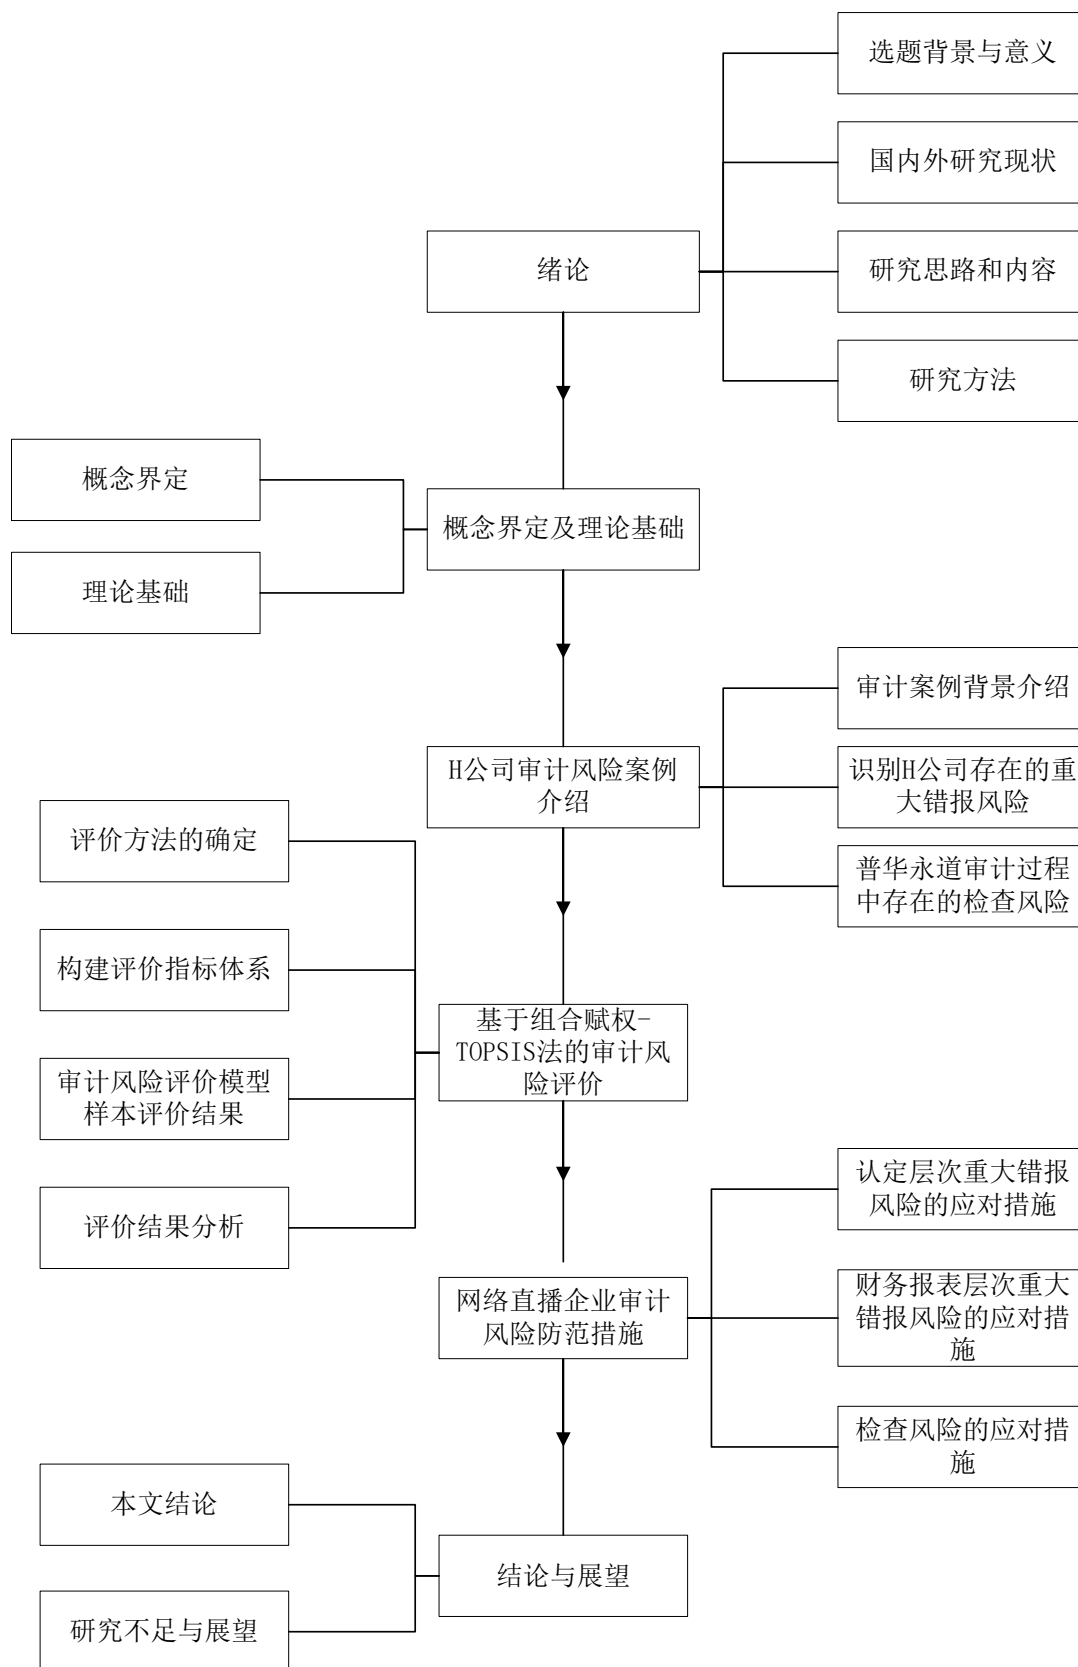 选题背景与意义
国内外研究现状
绪论
研究思路和内容
研究方法
概念界定
概念界定及理论基础
理论基础
审计案例背景介绍
H公司审计风险案例
介绍
识别H公司存在的重
大错报风险
普华永道审计过程
中存在的检查风险
评价方法的确定
构建评价指标体系
基于组合赋权-
TOPSIS法的审计风
险评价
审计风险评价模型
样本评价结果
评价结果分析
认定层次重大错报
风险的应对措施
网络直播企业审计
风险防范措施
财务报表层次重大
错报风险的应对措
施
检查风险的应对措
施
本文结论
结论与展望
研究不足与展望